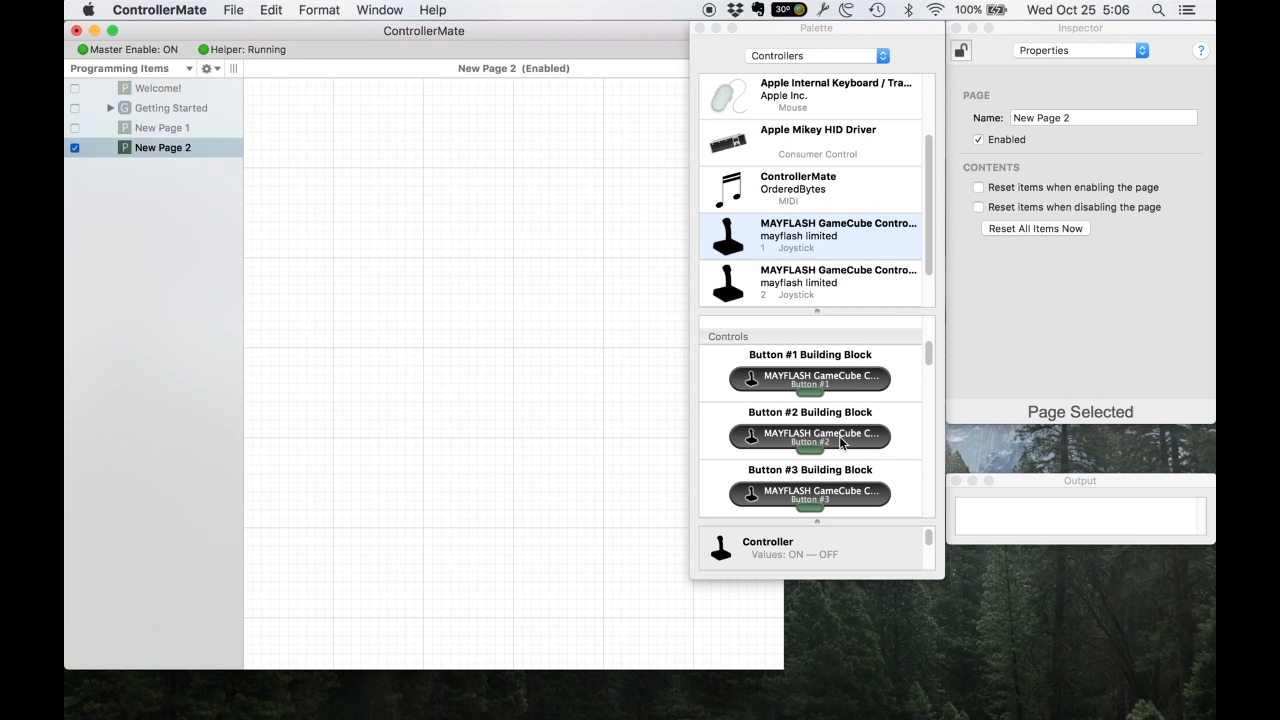 ControllerMate File Edit Format Window Help
30° 100% Wed Oct 25 5:06
ControllerMate
Master Enable: ON Helper: Running
Programming Items
New Page 2 (Enabled)
P Welcome!
G Getting Started
P New Page 1
P New Page 2
Palette
Controllers
Apple Internal Keyboard / Tra...
Apple Inc.
Mouse
Apple Mikey HID Driver
Consumer Control
ControllerMate
OrderedBytes
MIDI
MAYFLASH GameCube Contro...
mayflash limited
1 Joystick
MAYFLASH GameCube Contro...
mayflash limited
2 Joystick
Controls
Button #1 Building Block
MAYFLASH GameCube C...
Button #1
Button #2 Building Block
MAYFLASH GameCube C...
Button #2
Button #3 Building Block
MAYFLASH GameCube C...
Button #3
Controller
Values: ON — OFF
Inspector
Properties
?
PAGE
Name: New Page 2
Enabled
CONTENTS
Reset items when enabling the page
Reset items when disabling the page
Reset All Items Now
Page Selected
Output